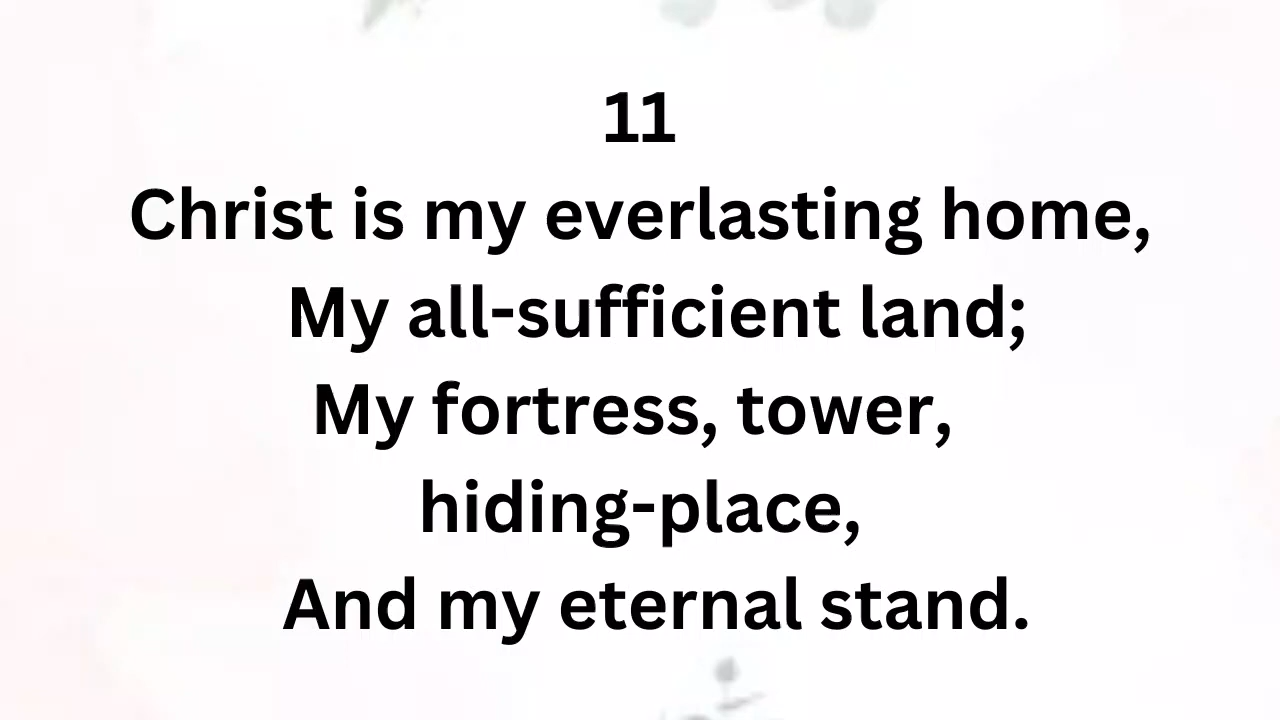 11
Christ is my everlasting home,
My all-sufficient land;
My fortress, tower,
hiding-place,
And my eternal stand.